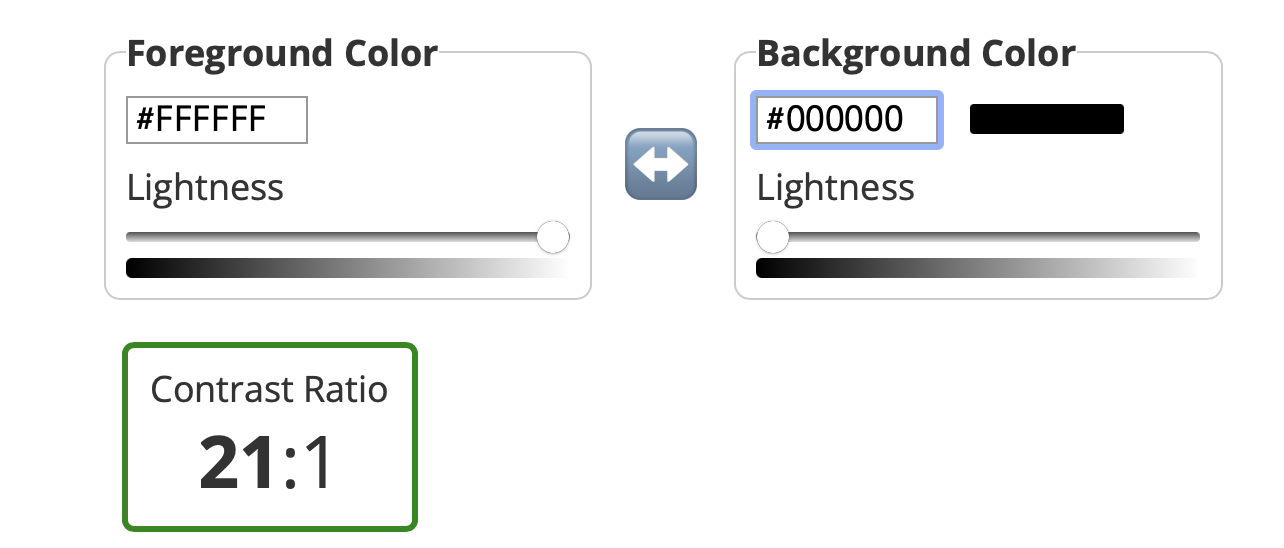 Foreground Color
#FFFFFF
Lightness
Background Color
#000000
Lightness
Contrast Ratio
21:1